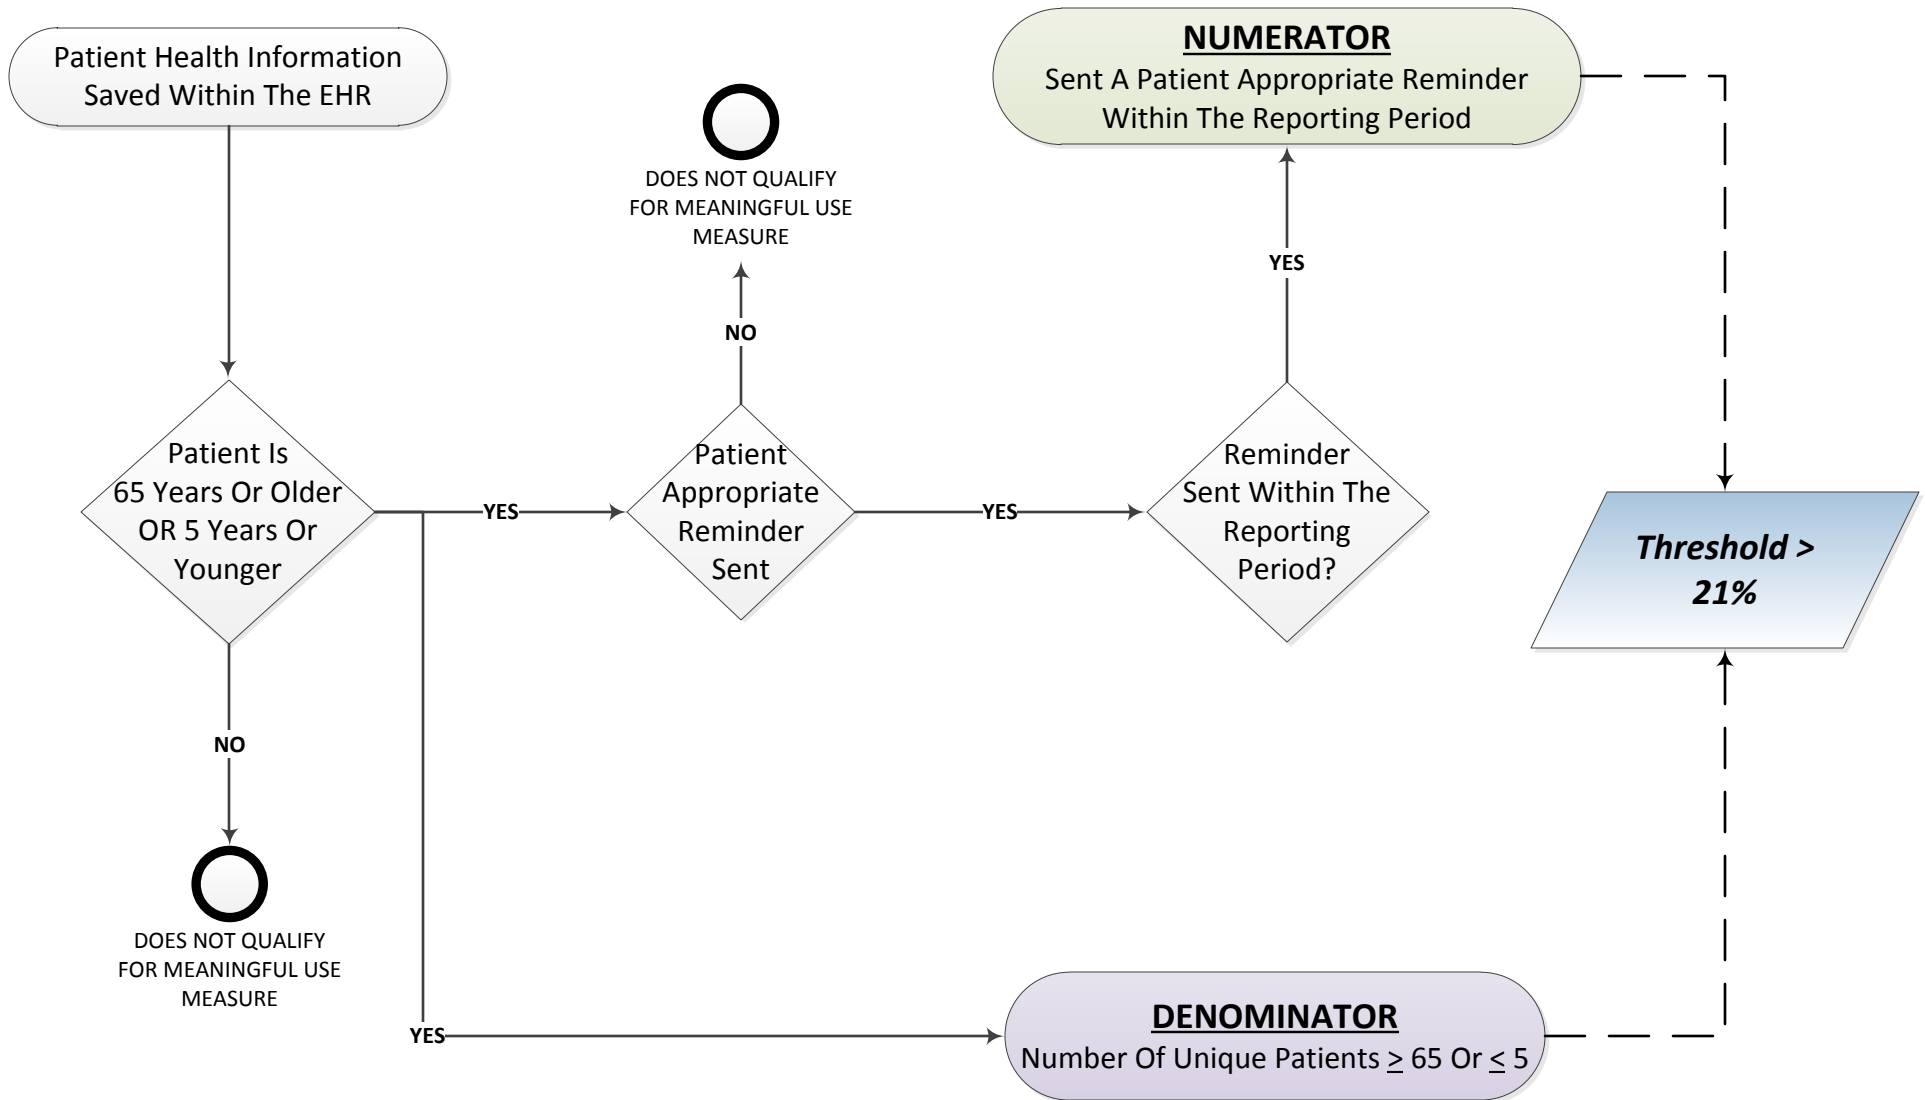 Patient Health Information
Saved Within The EHR
NUMERATOR
Sent A Patient Appropriate Reminder
Within The Reporting Period
DOES NOT QUALIFY
FOR MEANINGFUL USE
MEASURE
YES
NO
Patient Is
65 Years Or Older
OR 5 Years Or
Younger
YES
Patient
Appropriate
Reminder
Sent
YES
Reminder
Sent Within The
Reporting
Period?
Threshold >
21%
NO
DOES NOT QUALIFY
FOR MEANINGFUL USE
MEASURE
YES
DENOMINATOR
Number Of Unique Patients ≥ 65 Or ≤ 5